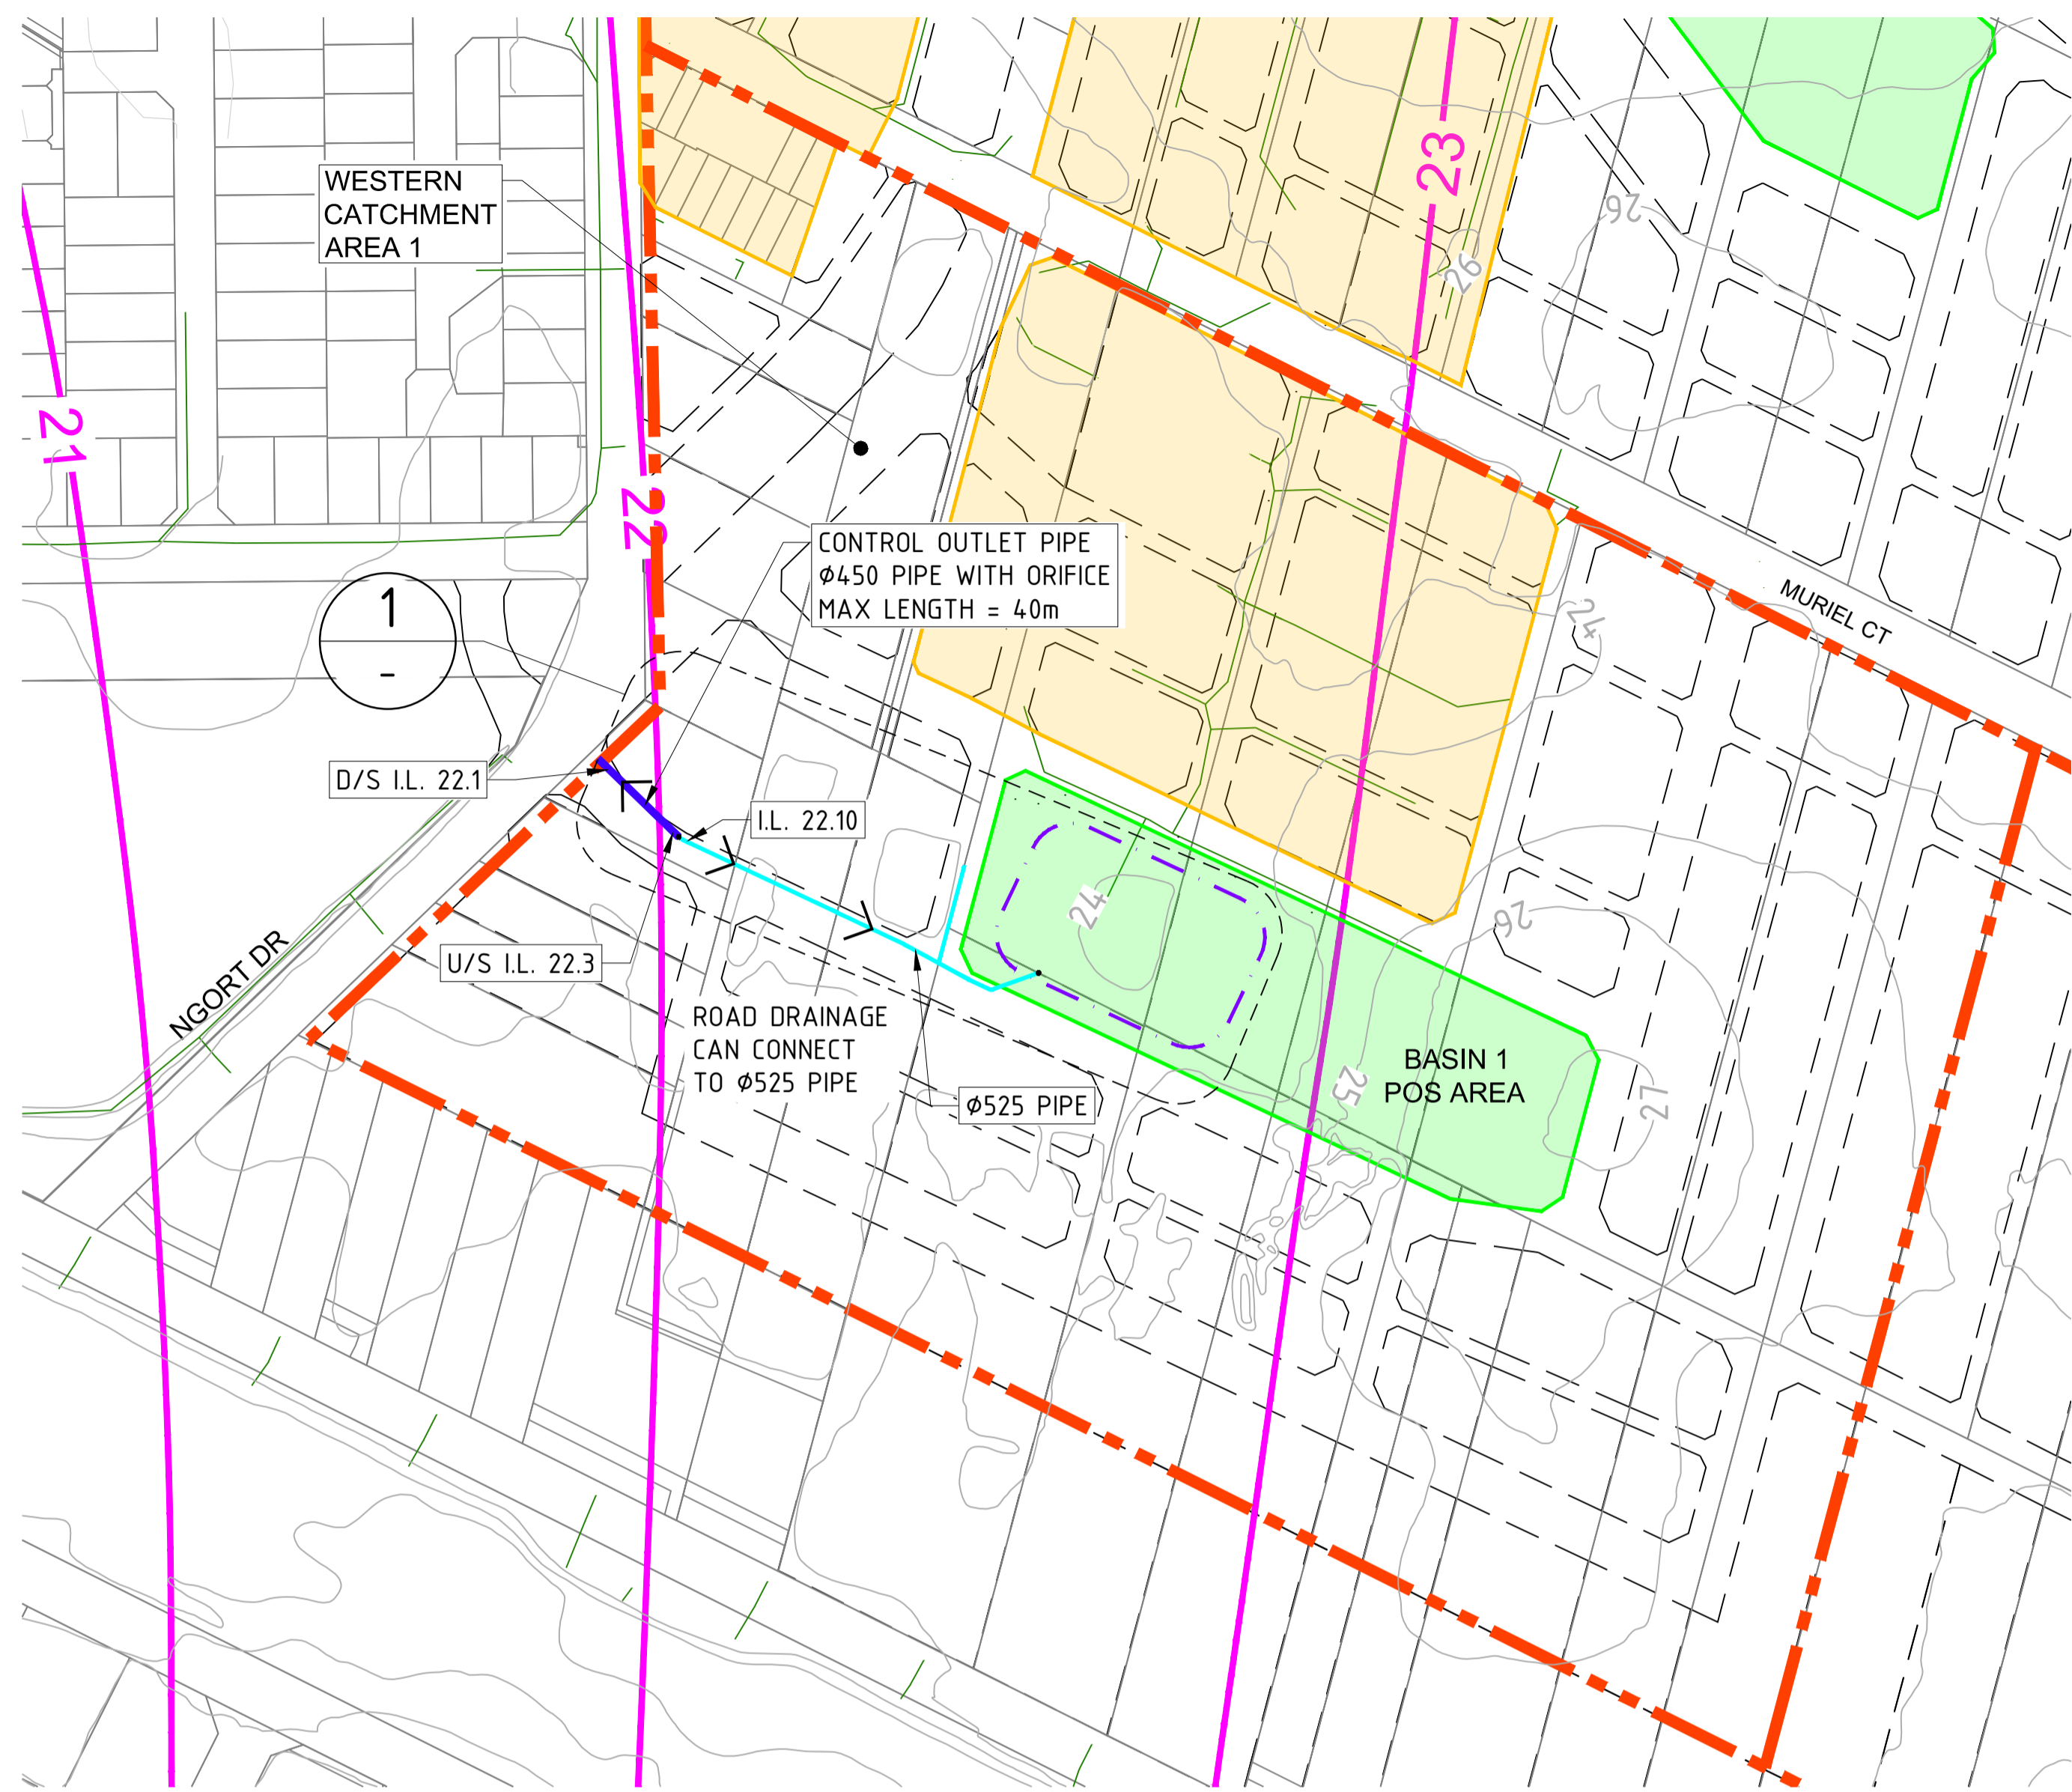 WESTERN
CATCHMENT
AREA 1
23
26
26
21
22
CONTROL OUTLET PIPE
Ø450 PIPE WITH ORIFICE
MAX LENGTH = 40m
1
-
24
MURIEL CT
D/S I.L. 22.1
I.L. 22.10
24
26
U/S I.L. 22.3
NGORT DR
ROAD DRAINAGE
CAN CONNECT
TO Ø525 PIPE
Ø525 PIPE
25
BASIN 1
POS AREA
27